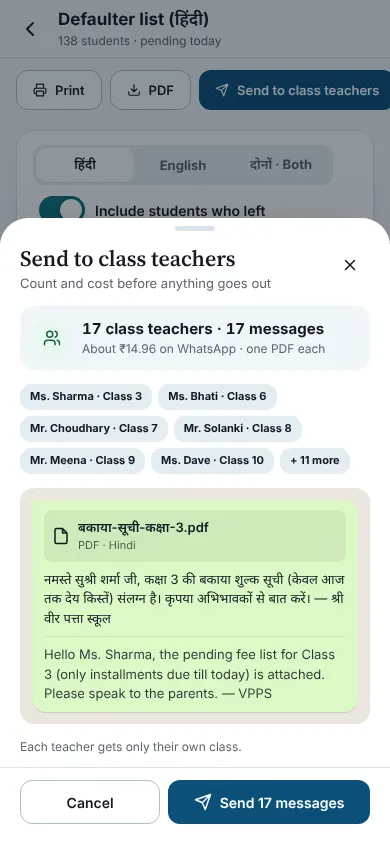 Defaulter list (हिंदी)
138 students · pending today
Print
PDF
Send to class teachers
हिंदी
English
दोनों · Both
Include students who left
Send to class teachers
Count and cost before anything goes out
17 class teachers · 17 messages
About ₹14.96 on WhatsApp · one PDF each
Ms. Sharma · Class 3
Ms. Bhati · Class 6
Mr. Choudhary · Class 7
Mr. Solanki · Class 8
Mr. Meena · Class 9
Ms. Dave · Class 10
+ 11 more
बकाया-सूची-कक्षा-3.pdf
PDF · Hindi
नमस्ते सुश्री शर्मा जी, कक्षा 3 की बकाया शुल्क सूची (केवल आज
तक देय किस्तें) संलग्न है। कृपया अभिभावकों से बात करें। — श्री
वीर पत्ता स्कूल
Hello Ms. Sharma, the pending fee list for Class
3 (only installments due till today) is attached.
Please speak to the parents. — VPPS
Each teacher gets only their own class.
Cancel
Send 17 messages